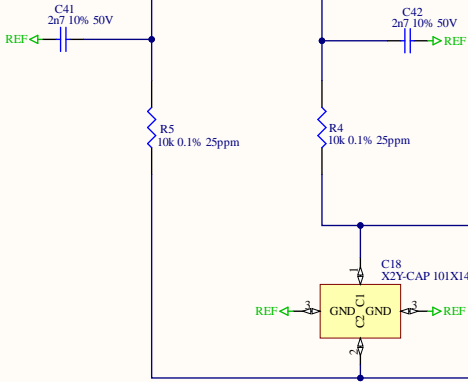 C41
2n7 10% 50V
REF
C42
2n7 10% 50V
REF
R5
10k 0.1% 25ppm
R4
10k 0.1% 25ppm
C18
X2Y-CAP 101X14
1
REF
3
GND
C1
C2
GND
3
REF
2